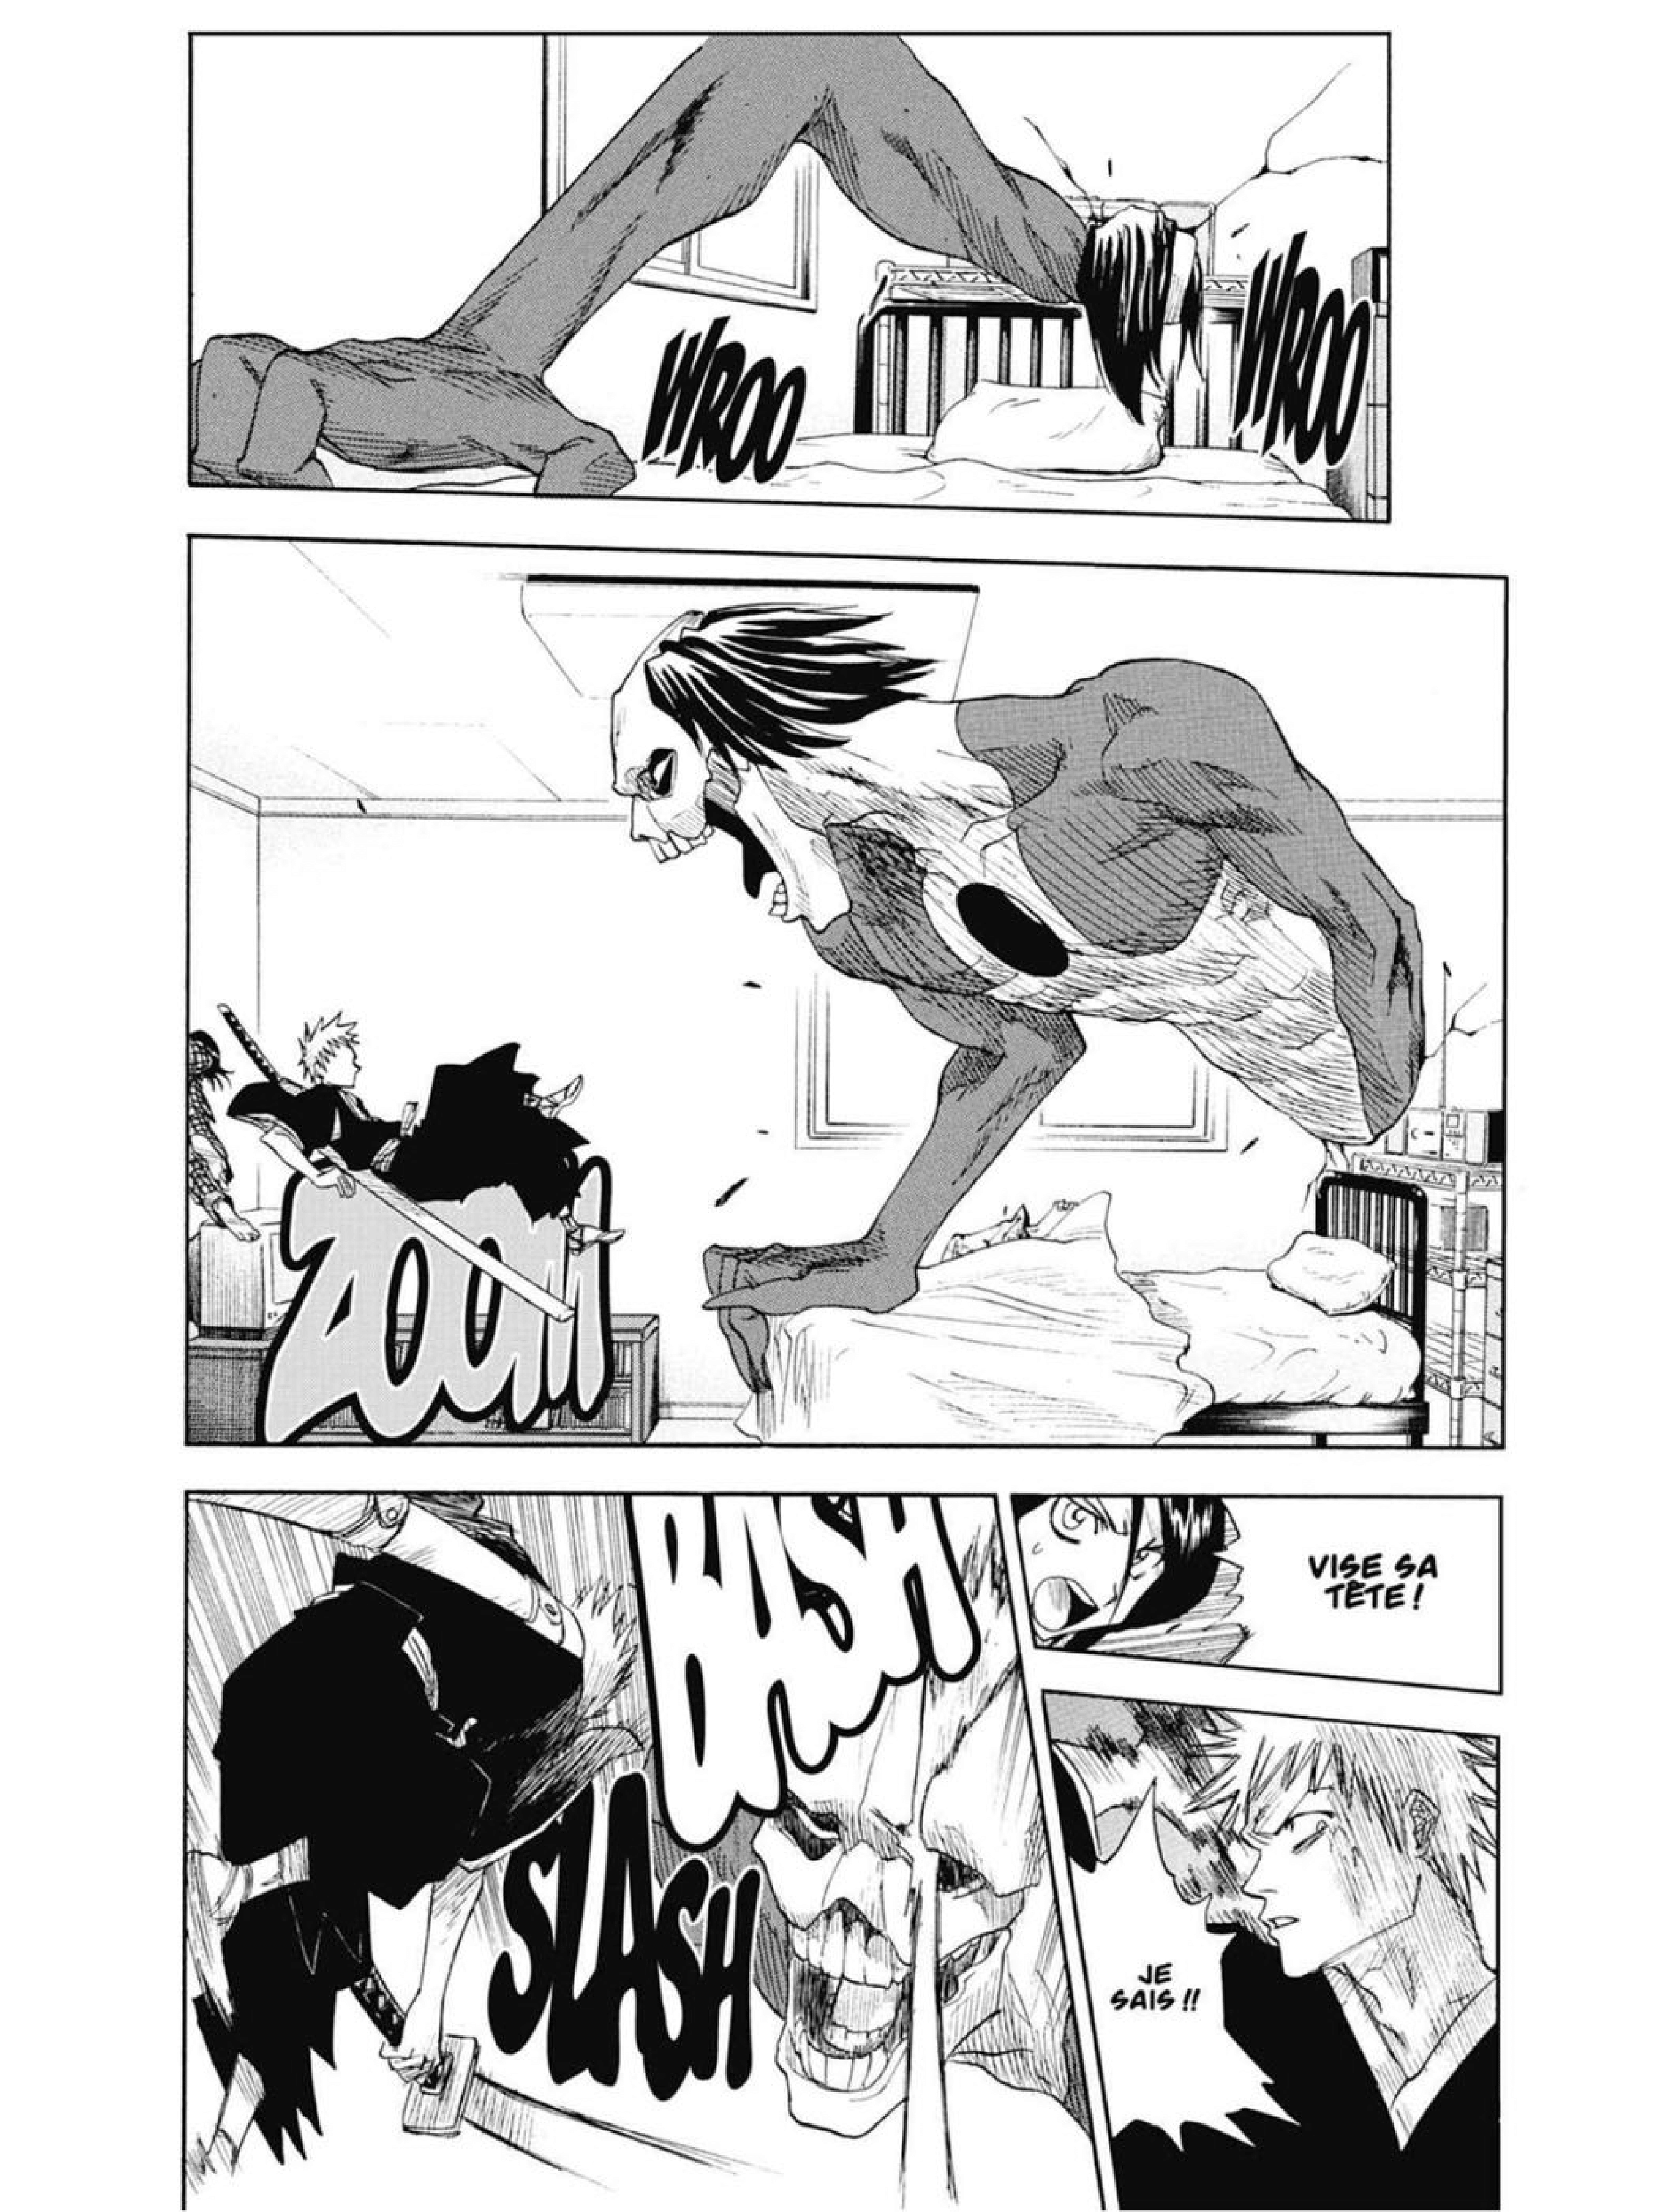 WROO
WROO
ZOOM
VISE SA
TÊTE !
JE
SAIS !!
BASH
SLASH